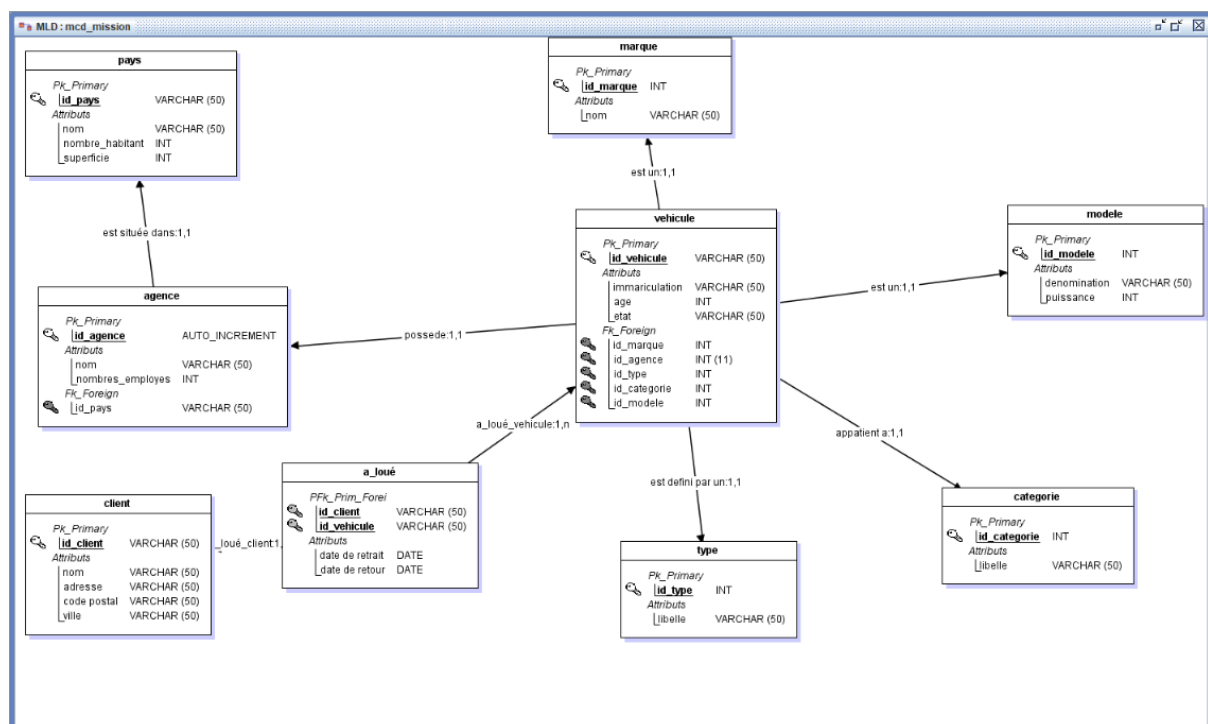 MLD : mcd_mission
pays
Pk_Primary
id_pays VARCHAR (50)
Attributs
nom VARCHAR (50)
nombre_habitant INT
superficie INT
marque
Pk_Primary
id_marque INT
Attributs
nom VARCHAR (50)
est un:1,1
est située dans:1,1
vehicule
Pk_Primary
id_vehicule VARCHAR (50)
Attributs
immariculation VARCHAR (50)
age INT
etat VARCHAR (50)
Fk_Foreign
id_marque INT
id_agence INT (11)
id_type INT
id_categorie INT
id_modele INT
modele
Pk_Primary
id_modele INT
Attributs
denomination VARCHAR (50)
puissance INT
est un:1,1
agence
Pk_Primary
id_agence AUTO_INCREMENT
Attributs
nom VARCHAR (50)
nombres_employes INT
Fk_Foreign
id_pays VARCHAR (50)
possede:1,1
a_loué_vehicule:1,n
appatient a:1,1
a_loué
PFk_Prim_Forei
id_client VARCHAR (50)
id_vehicule VARCHAR (50)
Attributs
date de retrait DATE
date de retour DATE
est defini par un:1,1
client
Pk_Primary
id_client VARCHAR (50)
Attributs
nom VARCHAR (50)
adresse VARCHAR (50)
code postal VARCHAR (50)
ville VARCHAR (50)
_loué_client:1,
type
Pk_Primary
id_type INT
Attributs
libelle VARCHAR (50)
categorie
Pk_Primary
id_categorie INT
Attributs
libelle VARCHAR (50)